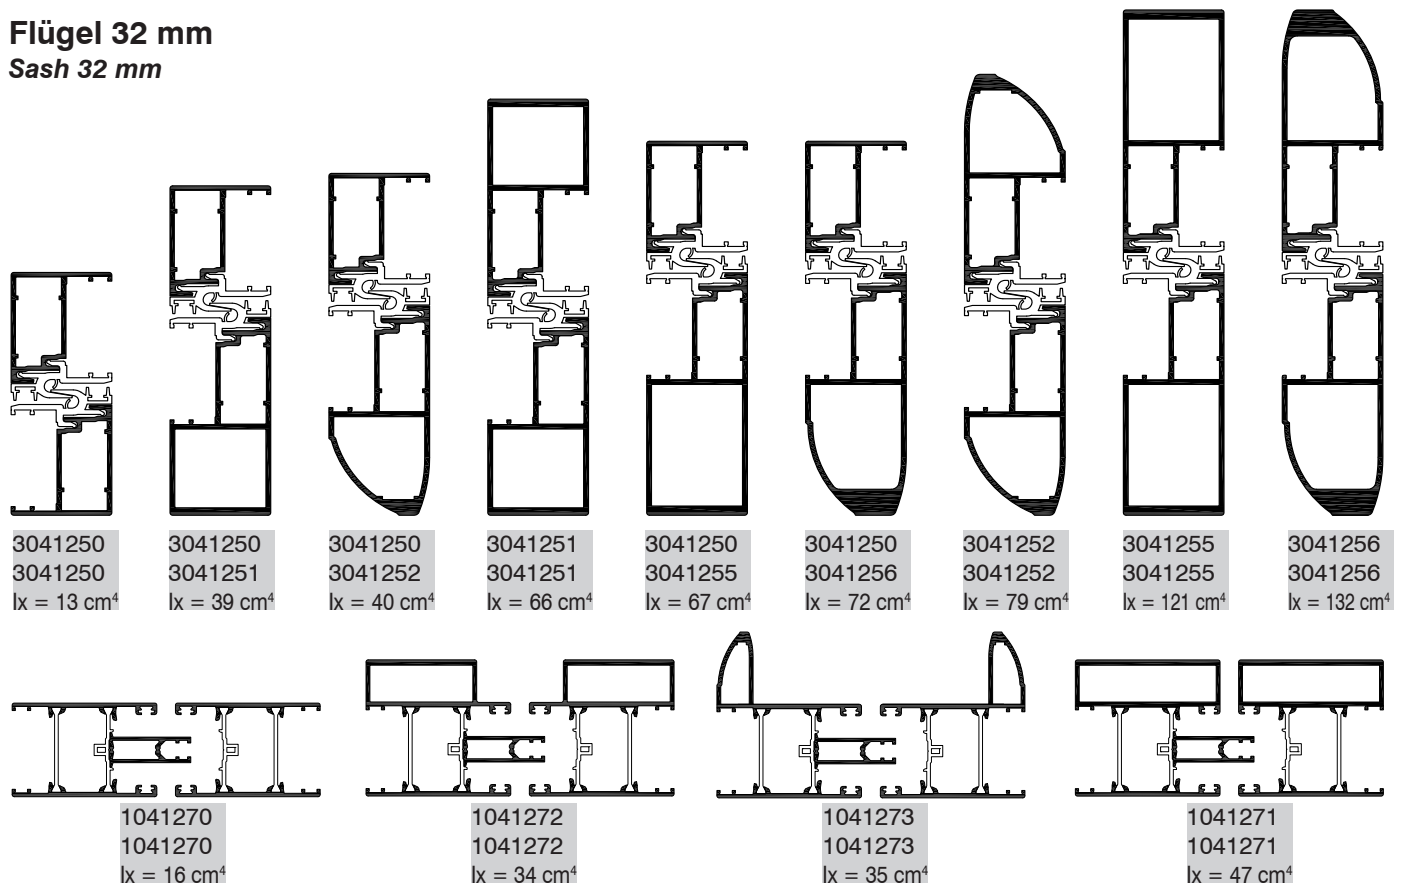 Flügel 32 mm
Sash 32 mm
3041250
3041250
Ix = 13 cm⁴
3041250
3041251
Ix = 39 cm⁴
3041250
3041252
Ix = 40 cm⁴
3041251
3041251
Ix = 66 cm⁴
3041250
3041255
Ix = 67 cm⁴
3041250
3041256
Ix = 72 cm⁴
3041252
3041252
Ix = 79 cm⁴
3041255
3041255
Ix = 121 cm⁴
3041256
3041256
Ix = 132 cm⁴
1041270
1041270
Ix = 16 cm⁴
1041272
1041272
Ix = 34 cm⁴
1041273
1041273
Ix = 35 cm⁴
1041271
1041271
Ix = 47 cm⁴